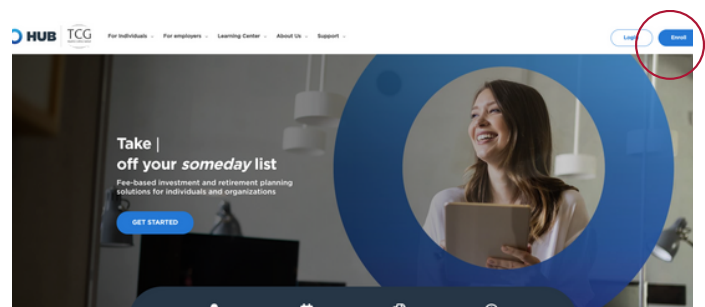 HUB
TCG
For Individuals
For employers
Learning Center
About Us
Support
Login
Enroll
Take |
off your someday list
Fee-based investment and retirement planning
solutions for individuals and organizations
GET STARTED